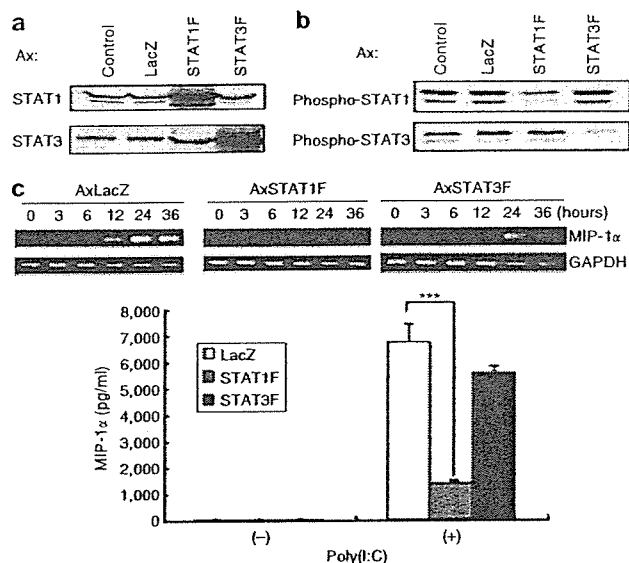 a
Ax:
Control
LacZ
STAT1F
STAT3F
STAT1
STAT3
b
Ax:
Control
LacZ
STAT1F
STAT3F
Phospho-STAT1
Phospho-STAT3
c
AxLacZ AxSTAT1F AxSTAT3F
0 3 6 12 24 36 0 3 6 12 24 36 0 3 6 12 24 36 (hours)
MIP-1α
GAPDH
***
8,000
7,000
6,000
5,000
4,000
3,000
2,000
1,000
0
MIP-1α (pg/ml)
LacZ
STAT1F
STAT3F
(–) (+)
Poly(I:C)